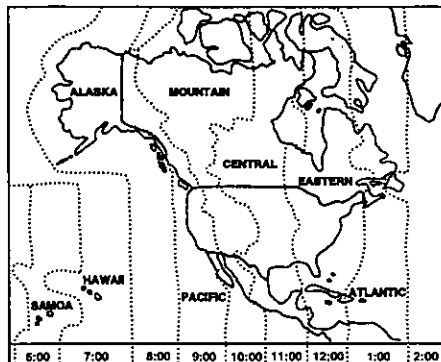 ALASKA MOUNTAIN
CENTRAL
EASTERN
HAWAII
SAMOA
PACIFIC ATLANTIC
6:00 7:00 8:00 9:00 10:00 11:00 12:00 1:00 2:00